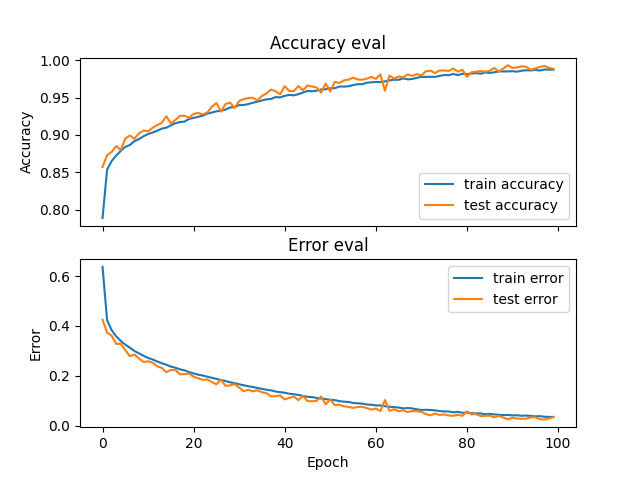 Accuracy eval
1.00
0.95
0.90
0.85
0.80
Accuracy
train accuracy
test accuracy
Error eval
0.6
0.4
0.2
0.0
Error
train error
test error
0 20 40 60 80 100
Epoch